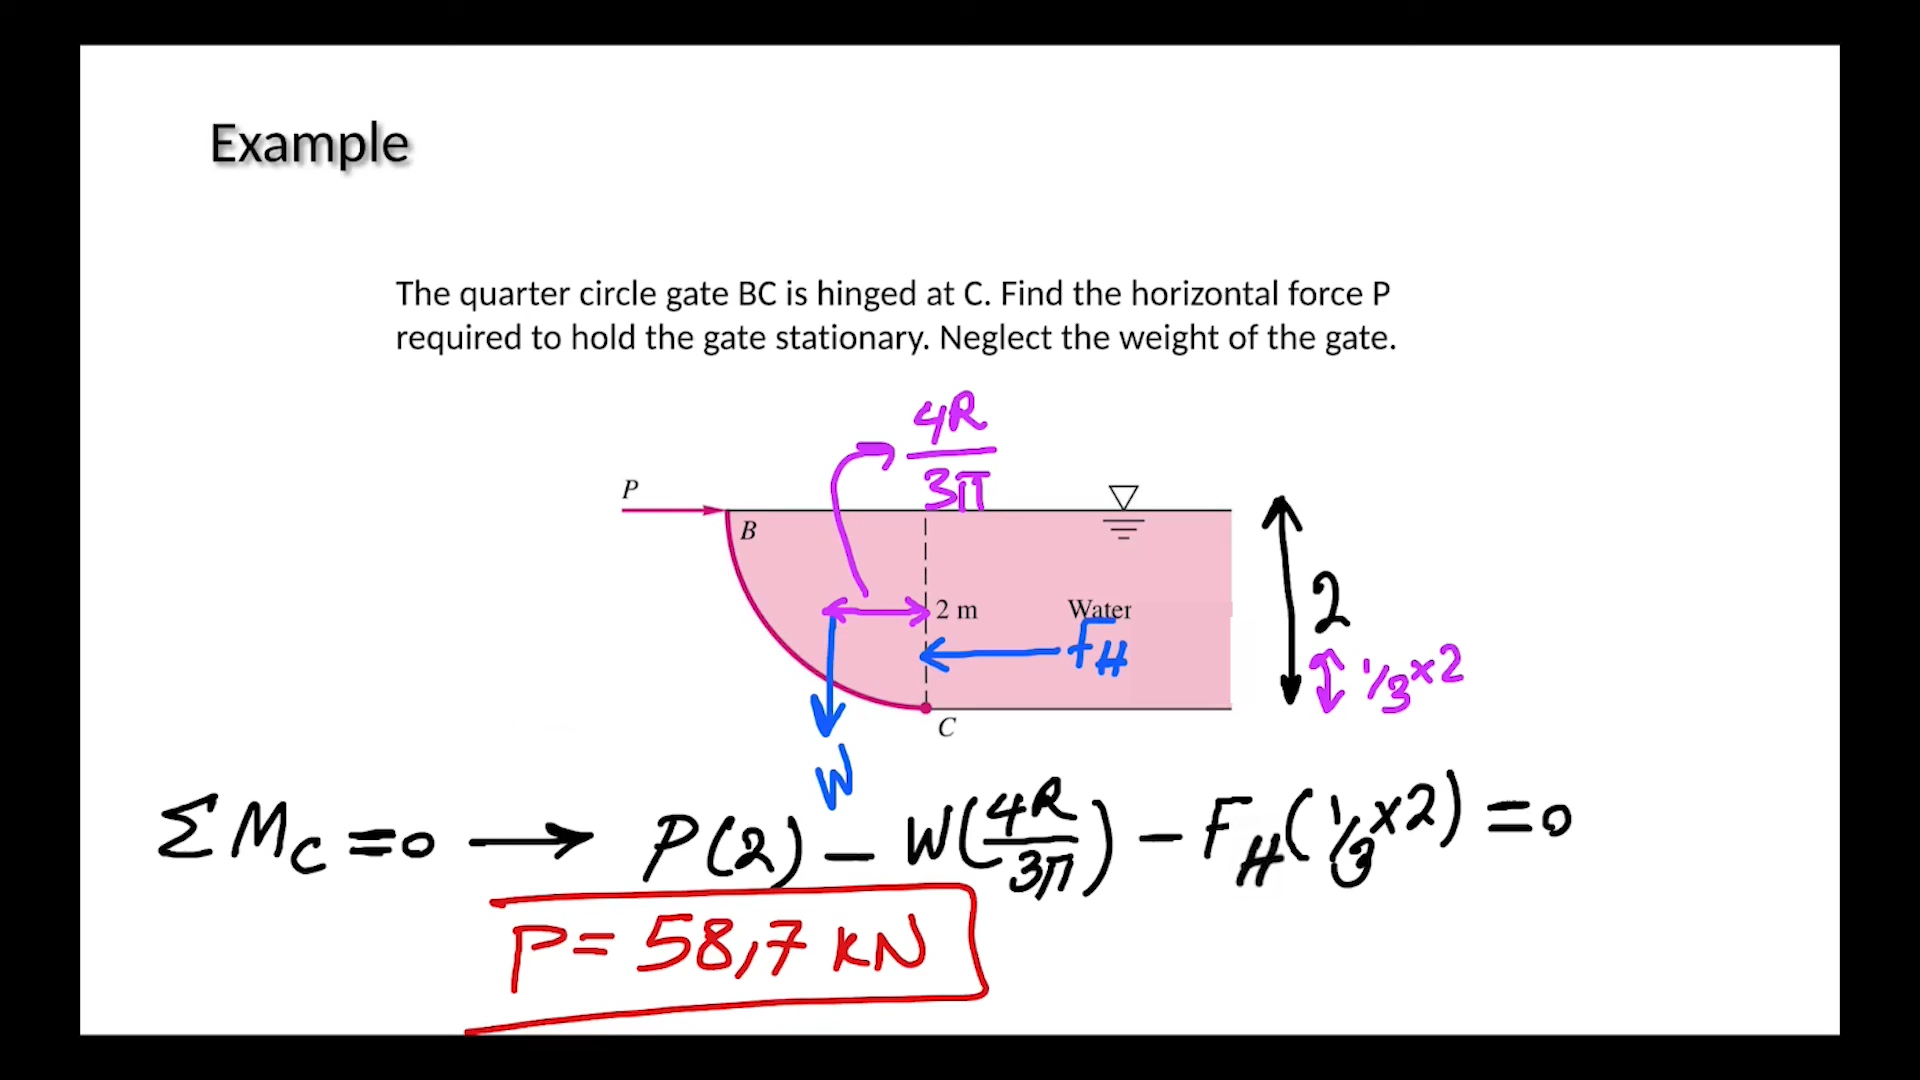 Example
The quarter circle gate BC is hinged at C. Find the horizontal force P
required to hold the gate stationary. Neglect the weight of the gate.
4R
3π
P
B
2 m
Water
2
F_H
1/3×2
C
W
ΣM_C=0 → P(2) – W(4R/3π) – F_H(1/3×2) =0
P= 58,7 KN